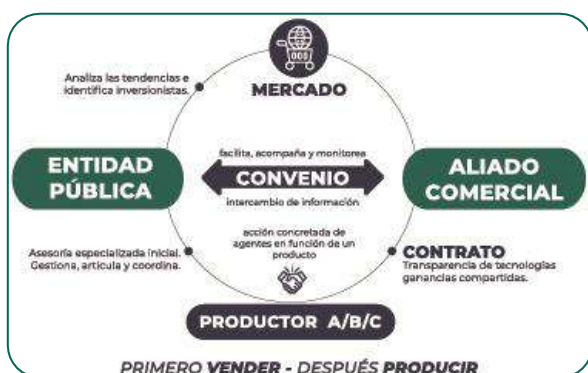 Analiza las tendencias e
identifica inversionistas.
MERCADO
ENTIDAD
PÚBLICA
facilita, acompaña y monitorea
CONVENIO
intercambio de información
ALIADO
COMERCIAL
acción concretada de
agentes en función de un
producto
Asesoría especializada inicial.
Gestiona, articula y coordina.
CONTRATO
Transparencia de tecnologías
ganancias compartidas.
PRODUCTOR A/B/C
PRIMERO VENDER - DESPUÉS PRODUCIR